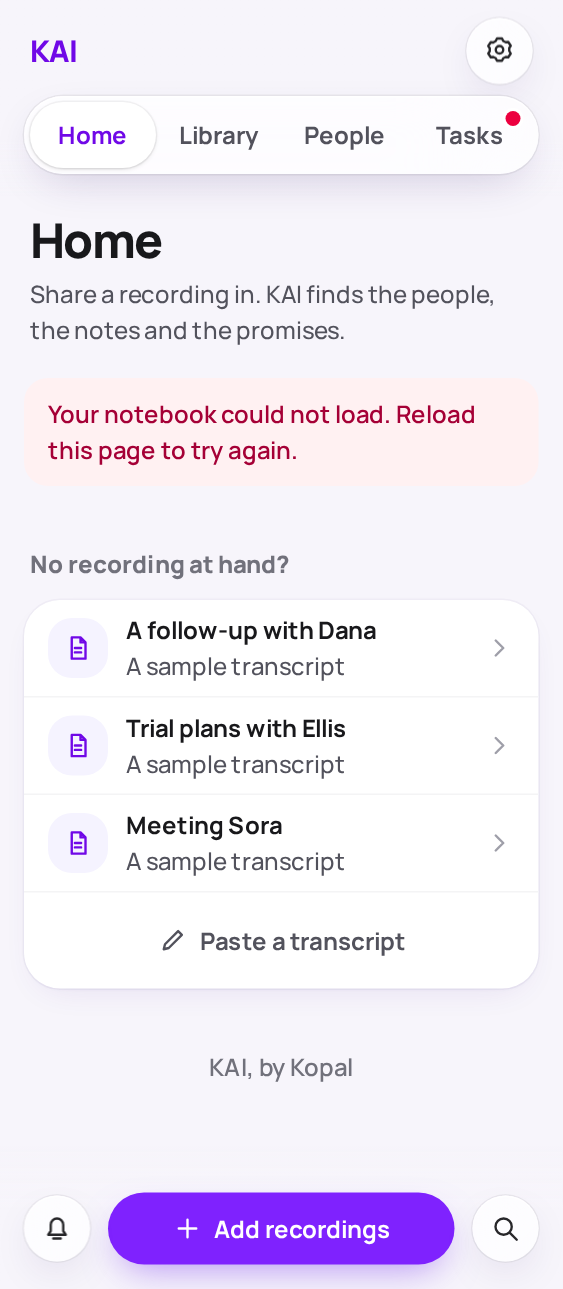 KAI
Home
Library
People
Tasks
Home
Share a recording in. KAI finds the people,
the notes and the promises.
Your notebook could not load. Reload
this page to try again.
No recording at hand?
A follow-up with Dana
A sample transcript
Trial plans with Ellis
A sample transcript
Meeting Sora
A sample transcript
Paste a transcript
KAI, by Kopal
Add recordings